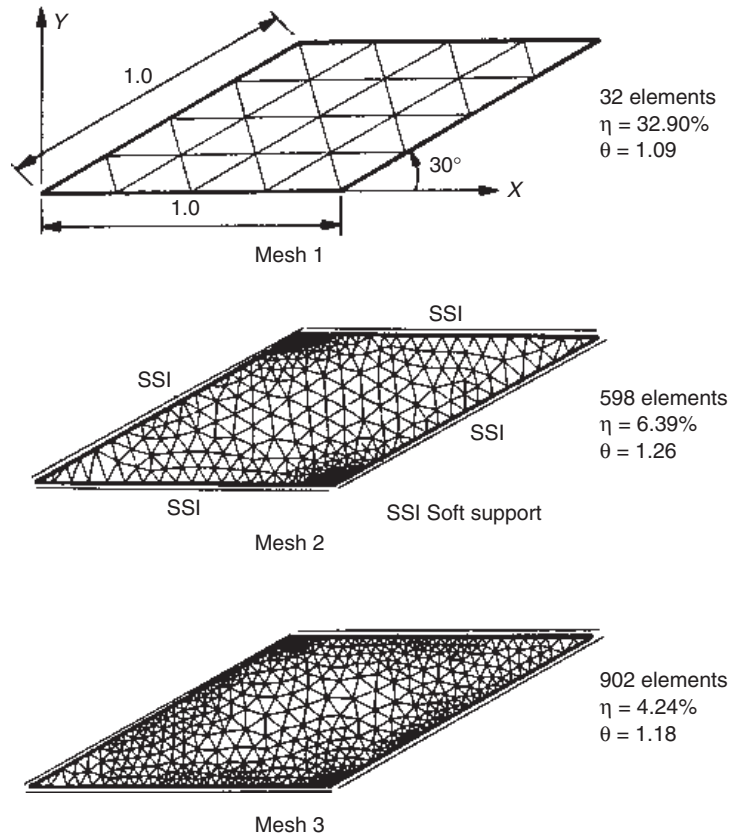 Y
1.0
32 elements
η = 32.90%
θ = 1.09
30°
X
1.0
Mesh 1
SSI
SSI
598 elements
η = 6.39%
θ = 1.26
SSI
SSI
SSI Soft support
Mesh 2
902 elements
η = 4.24%
θ = 1.18
Mesh 3